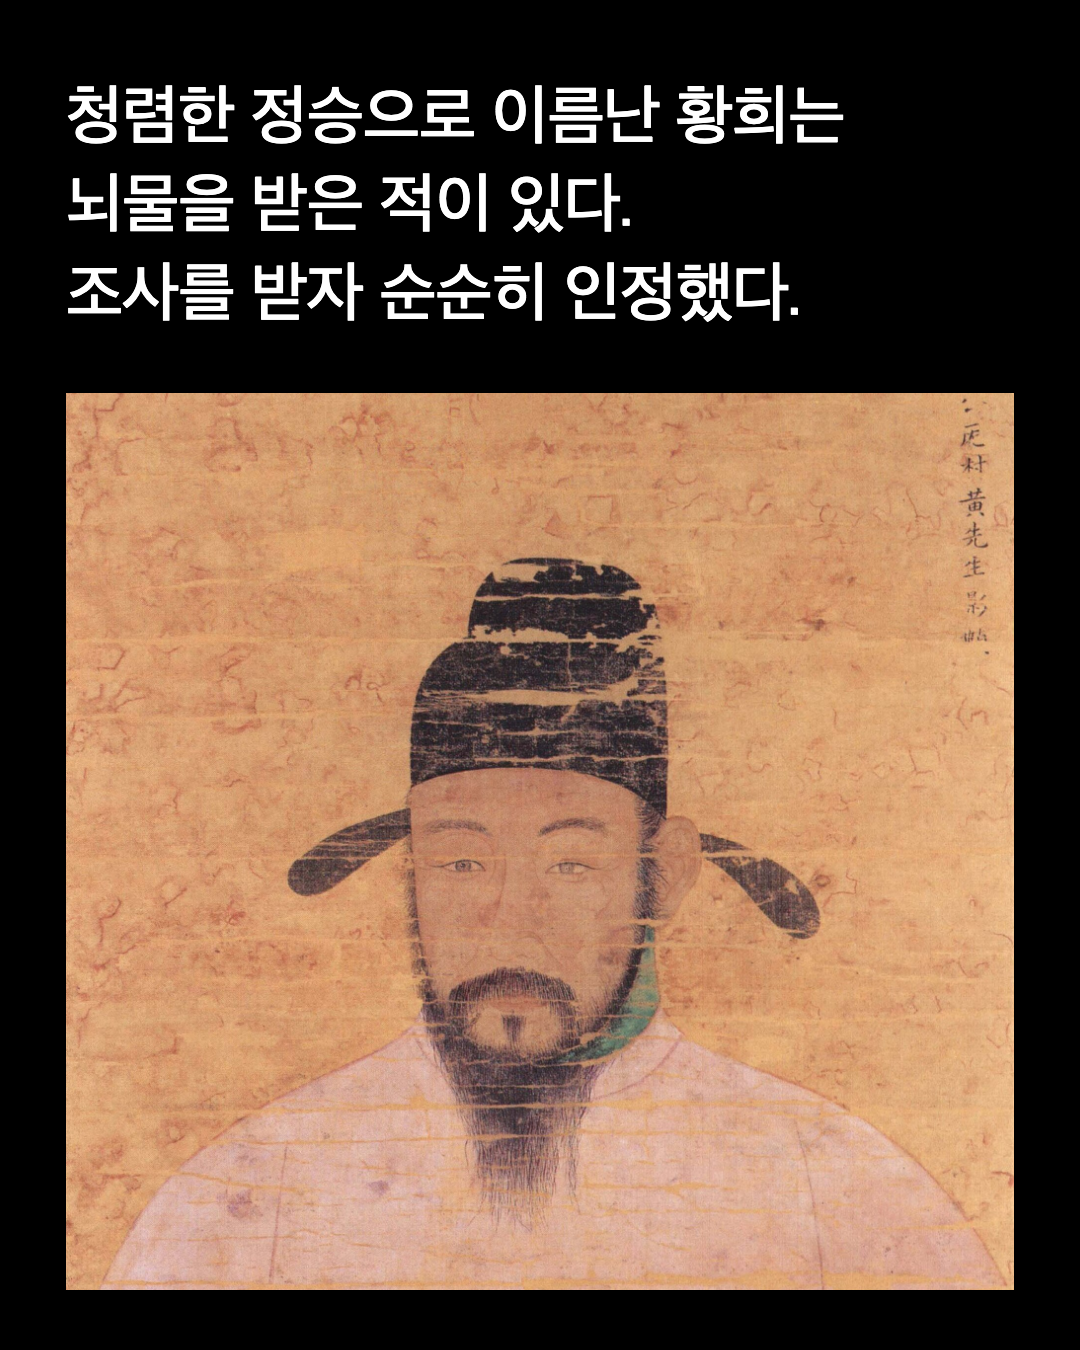 청렴한 정승으로 이름난 황희는
뇌물을 받은 적이 있다.
조사를 받자 순순히 인정했다.
厖村黃先生影